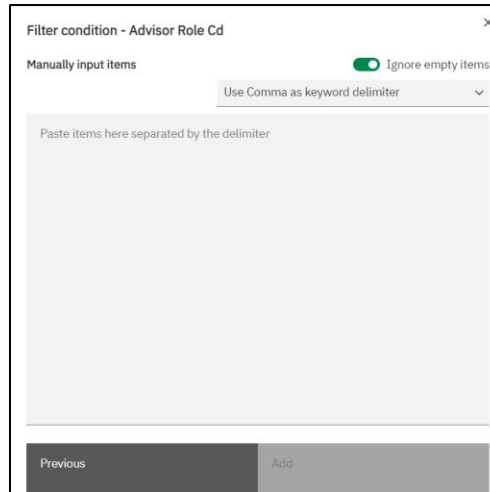 Filter condition - Advisor Role Cd
Manually input items
Ignore empty items
Use Comma as keyword delimiter
Paste items here separated by the delimiter
Previous
Add